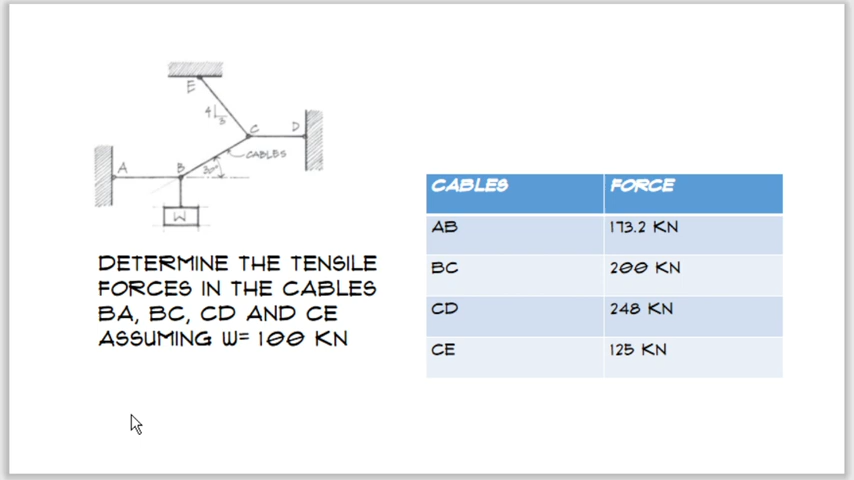 E
4
3
C
D
A
B
CABLES
30°
W
DETERMINE THE TENSILE
FORCES IN THE CABLES
BA, BC, CD AND CE
ASSUMING W= 100 KN
CABLES FORCE
AB 173.2 KN
BC 200 KN
CD 248 KN
CE 125 KN